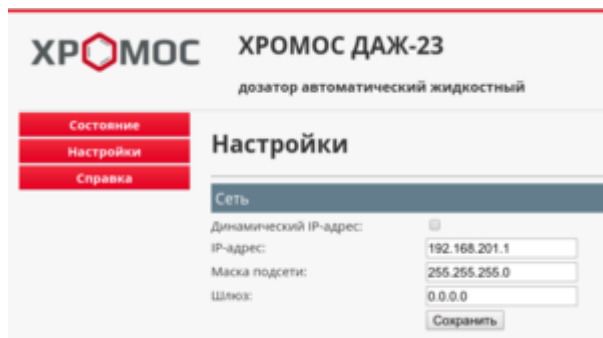 ХРОМОС
ХРОМОС ДАЖ-23
дозатор автоматический жидкостный
Состояние
Настройки
Справка
Настройки
Сеть
Динамический IP-адрес:
IP-адрес: 192.168.201.1
Маска подсети: 255.255.255.0
Шлюз: 0.0.0.0
Сохранить